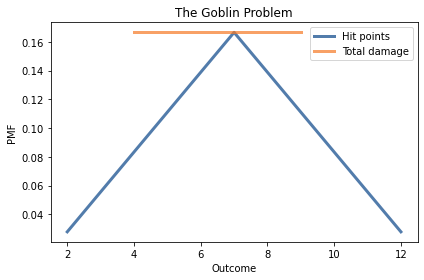 The Goblin Problem
Hit points
Total damage
0.16
0.14
0.12
0.10
0.08
0.06
0.04
PMF
2
4
6
8
10
12
Outcome